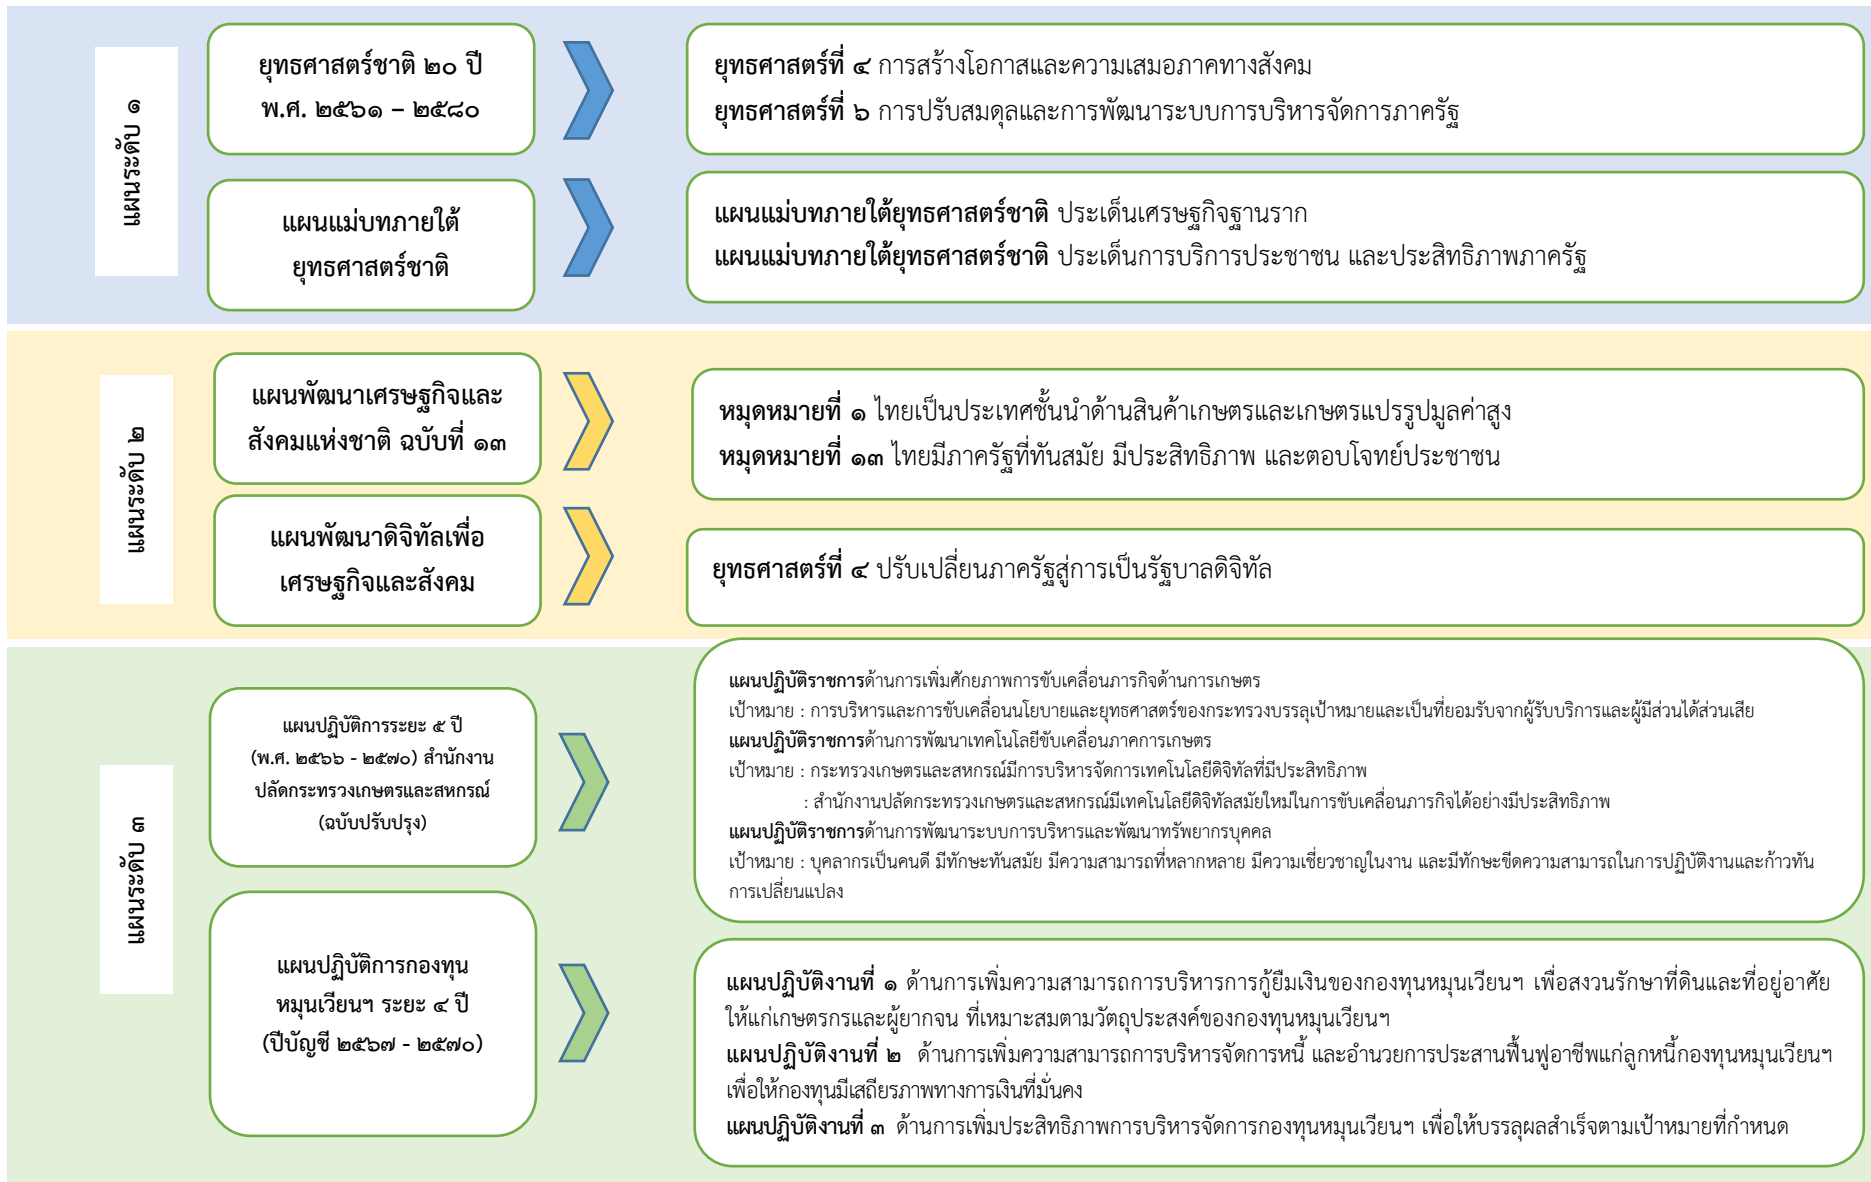 แผนระดับ ๑
ยุทธศาสตร์ชาติ ๒๐ ปี
พ.ศ. ๒๕๖๑ – ๒๕๘๐
ยุทธศาสตร์ที่ ๔ การสร้างโอกาสและความเสมอภาคทางสังคม
ยุทธศาสตร์ที่ ๖ การปรับสมดุลและการพัฒนาระบบการบริหารจัดการภาครัฐ
แผนแม่บทภายใต้
ยุทธศาสตร์ชาติ
แผนแม่บทภายใต้ยุทธศาสตร์ชาติ ประเด็นเศรษฐกิจฐานราก
แผนแม่บทภายใต้ยุทธศาสตร์ชาติ ประเด็นการบริการประชาชน และประสิทธิภาพภาครัฐ
แผนระดับ ๒
แผนพัฒนาเศรษฐกิจและ
สังคมแห่งชาติ ฉบับที่ ๑๓
หมุดหมายที่ ๑ ไทยเป็นประเทศชั้นนำด้านสินค้าเกษตรและเกษตรแปรรูปมูลค่าสูง
หมุดหมายที่ ๑๓ ไทยมีภาครัฐที่ทันสมัย มีประสิทธิภาพ และตอบโจทย์ประชาชน
แผนพัฒนาดิจิทัลเพื่อ
เศรษฐกิจและสังคม
ยุทธศาสตร์ที่ ๔ ปรับเปลี่ยนภาครัฐสู่การเป็นรัฐบาลดิจิทัล
แผนระดับ ๓
แผนปฏิบัติการระยะ ๕ ปี
(พ.ศ. ๒๕๖๖ - ๒๕๗๐) สำนักงาน
ปลัดกระทรวงเกษตรและสหกรณ์
(ฉบับปรับปรุง)
แผนปฏิบัติราชการด้านการเพิ่มศักยภาพการขับเคลื่อนภารกิจด้านการเกษตร
เป้าหมาย : การบริหารและการขับเคลื่อนนโยบายและยุทธศาสตร์ของกระทรวงบรรลุเป้าหมายและเป็นที่ยอมรับจากผู้รับบริการและผู้มีส่วนได้ส่วนเสีย
แผนปฏิบัติราชการด้านการพัฒนาเทคโนโลยีขับเคลื่อนภาคการเกษตร
เป้าหมาย : กระทรวงเกษตรและสหกรณ์มีการบริหารจัดการเทคโนโลยีดิจิทัลที่มีประสิทธิภาพ
: สำนักงานปลัดกระทรวงเกษตรและสหกรณ์มีเทคโนโลยีดิจิทัลสมัยใหม่ในการขับเคลื่อนภารกิจได้อย่างมีประสิทธิภาพ
แผนปฏิบัติราชการด้านการพัฒนาระบบการบริหารและพัฒนาทรัพยากรบุคคล
เป้าหมาย : บุคลากรเป็นคนดี มีทักษะทันสมัย มีความสามารถที่หลากหลาย มีความเชี่ยวชาญในงาน และมีทักษะขีดความสามารถในการปฏิบัติงานและก้าวทัน
การเปลี่ยนแปลง
แผนปฏิบัติการกองทุน
หมุนเวียนฯ ระยะ ๔ ปี
(ปีบัญชี ๒๕๖๗ - ๒๕๗๐)
แผนปฏิบัติงานที่ ๑ ด้านการเพิ่มความสามารถการบริหารการกู้ยืมเงินของกองทุนหมุนเวียนฯ เพื่อสงวนรักษาที่ดินและที่อยู่อาศัย
ให้แก่เกษตรกรและผู้ยากจน ที่เหมาะสมตามวัตถุประสงค์ของกองทุนหมุนเวียนฯ
แผนปฏิบัติงานที่ ๒ ด้านการเพิ่มความสามารถการบริหารจัดการหนี้ และอำนวยการประสานฟื้นฟูอาชีพแก่ลูกหนี้กองทุนหมุนเวียนฯ
เพื่อให้กองทุนมีเสถียรภาพทางการเงินที่มั่นคง
แผนปฏิบัติงานที่ ๓ ด้านการเพิ่มประสิทธิภาพการบริหารจัดการกองทุนหมุนเวียนฯ เพื่อให้บรรลุผลสำเร็จตามเป้าหมายที่กำหนด